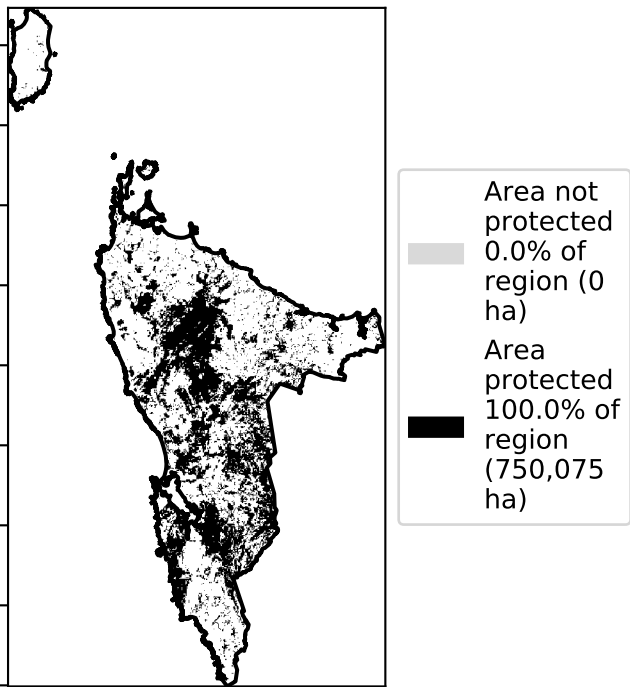 Area not
protected
0.0% of
region (0
ha)
Area
protected
100.0% of
region
(750,075
ha)